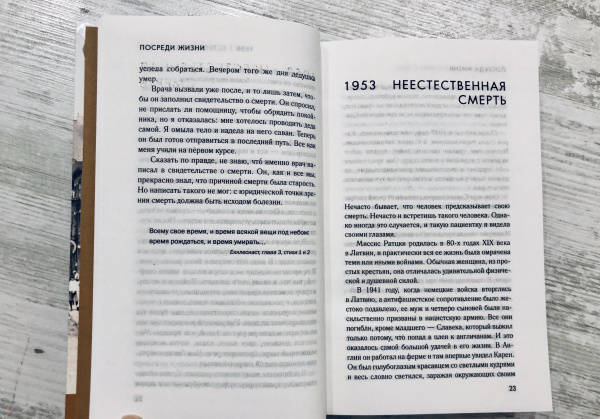 ПОСРЕДИ ЖИЗНИ
успела собраться. Вечером того же дня дедушка
умер.
Врача вызвали уже после, и то лишь затем, что-
бы он заполнил свидетельство о смерти. Он спросил,
не прислать ли помощницу, чтобы обрядить покой-
ника, но я отказалась: мне хотелось проводить деда
самой. Я омыла тело и надела на него саван. Теперь
он был готов отправиться в последний путь. Все как
меня учили на первом курсе.
Сказать по правде, не знаю, что именно врач на-
писал в свидетельстве о смерти. Он, как и все мы,
прекрасно знал, что причиной смерти была старость.
Но написать такого не мог: с юридической точки зре-
ния смерть должна быть исходом болезни.
Всему свое время, и время всякой вещи под небом:
время рождаться, и время умирать...
Екклесиаст, глава 3, стихи 1 и 2
1953 НЕЕСТЕСТВЕННАЯ
СМЕРТЬ
Нечасто бывает, что человек предсказывает свою
смерть. Нечасто и встретишь такого человека. Одна-
ко иногда это случается, и такую пациентку я видела
своими глазами.
Миссис Ратцки родилась в 80-х годах XIX века
в Латвии, и практически вся ее жизнь была омрачена
теми или иными войнами. Обычная женщина, из про-
стых крестьян, она отличалась удивительной физичес-
кой и душевной силой.
В 1941 году, когда немецкие войска вторглись
в Латвию, антифашистское сопротивление было же-
стоко подавлено, ее муж и четверо сыновей были на-
сильственно призваны в нацистскую армию. Все они
погибли, кроме младшего — Славека, который выжил
только потому, что попал в плен к англичанам. И это
оказалось самой большой удачей в его жизни. В Ан-
глии он работал на ферме и там впервые увидел Карен.
Он был голубоглазым красавцем со светлыми кудрями
и весь словно светился, заражая окружающих своим
23